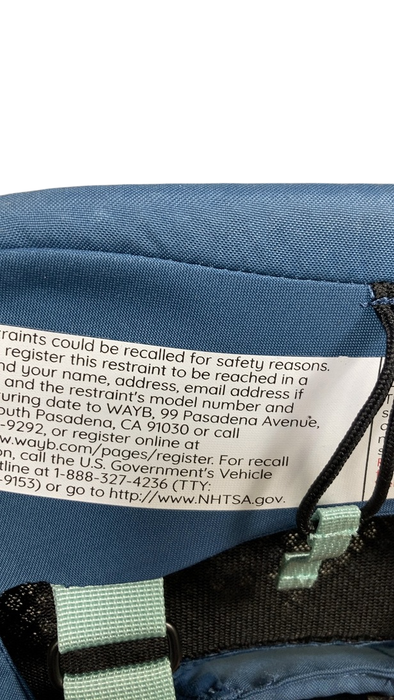 raints could be recalled for safety reasons.
register this restraint to be reached in a
nd your name, address, email address if
and the restraint's model number and
uring date to WAYB, 99 Pasadena Avenue,
outh Pasadena, CA 91030 or call
-9292, or register online at
w.wayb.com/pages/register. For recall
on, call the U.S. Government's Vehicle
tline at 1-888-327-4236 (TTY:
-9153) or go to http://www.NHTSA.gov.